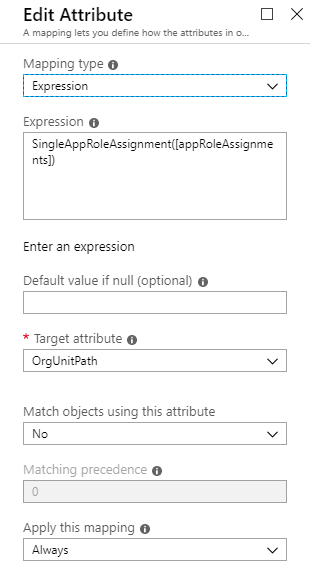 Edit Attribute
A mapping lets you define how the attributes in o...
Mapping type
Expression
Expression
SingleAppRoleAssignment([appRoleAssignme
nts])
Enter an expression
Default value if null (optional)
* Target attribute
OrgUnitPath
Match objects using this attribute
No
Matching precedence
0
Apply this mapping
Always